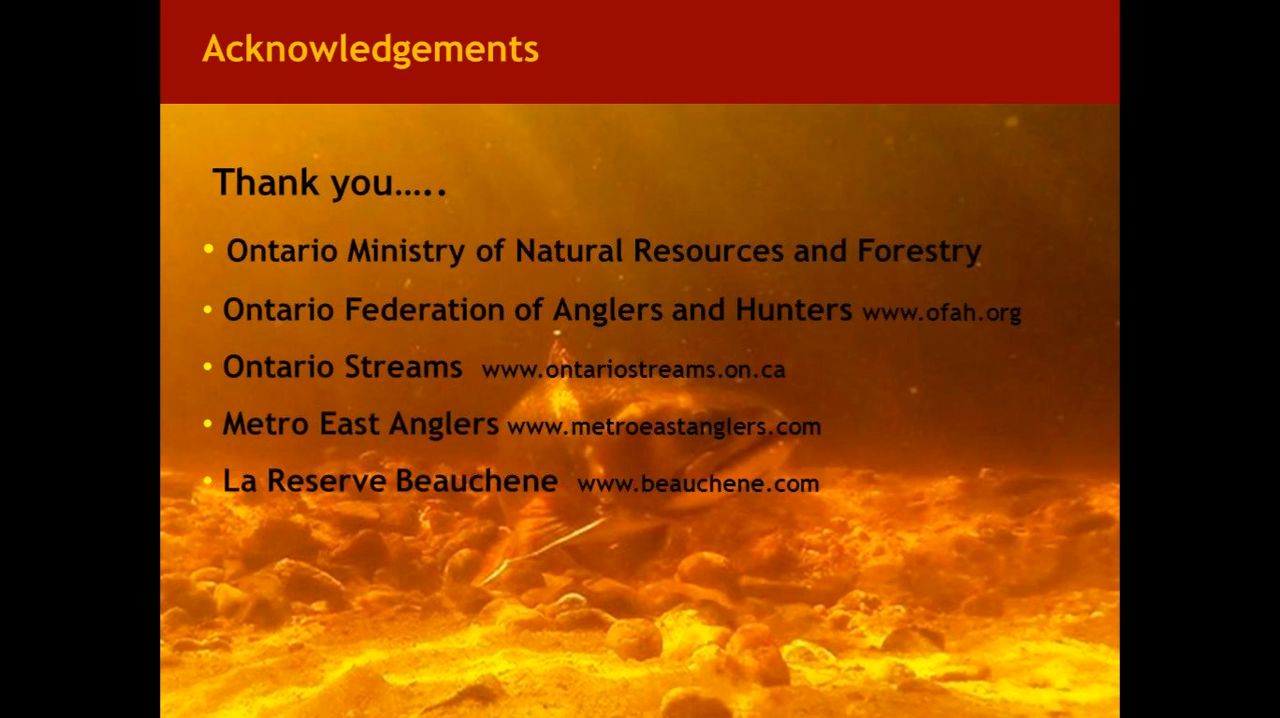 Acknowledgements
Thank you…..
• Ontario Ministry of Natural Resources and Forestry
• Ontario Federation of Anglers and Hunters www.ofah.org
• Ontario Streams www.ontariostreams.on.ca
• Metro East Anglers www.metroeastanglers.com
• La Reserve Beauchene www.beauchene.com